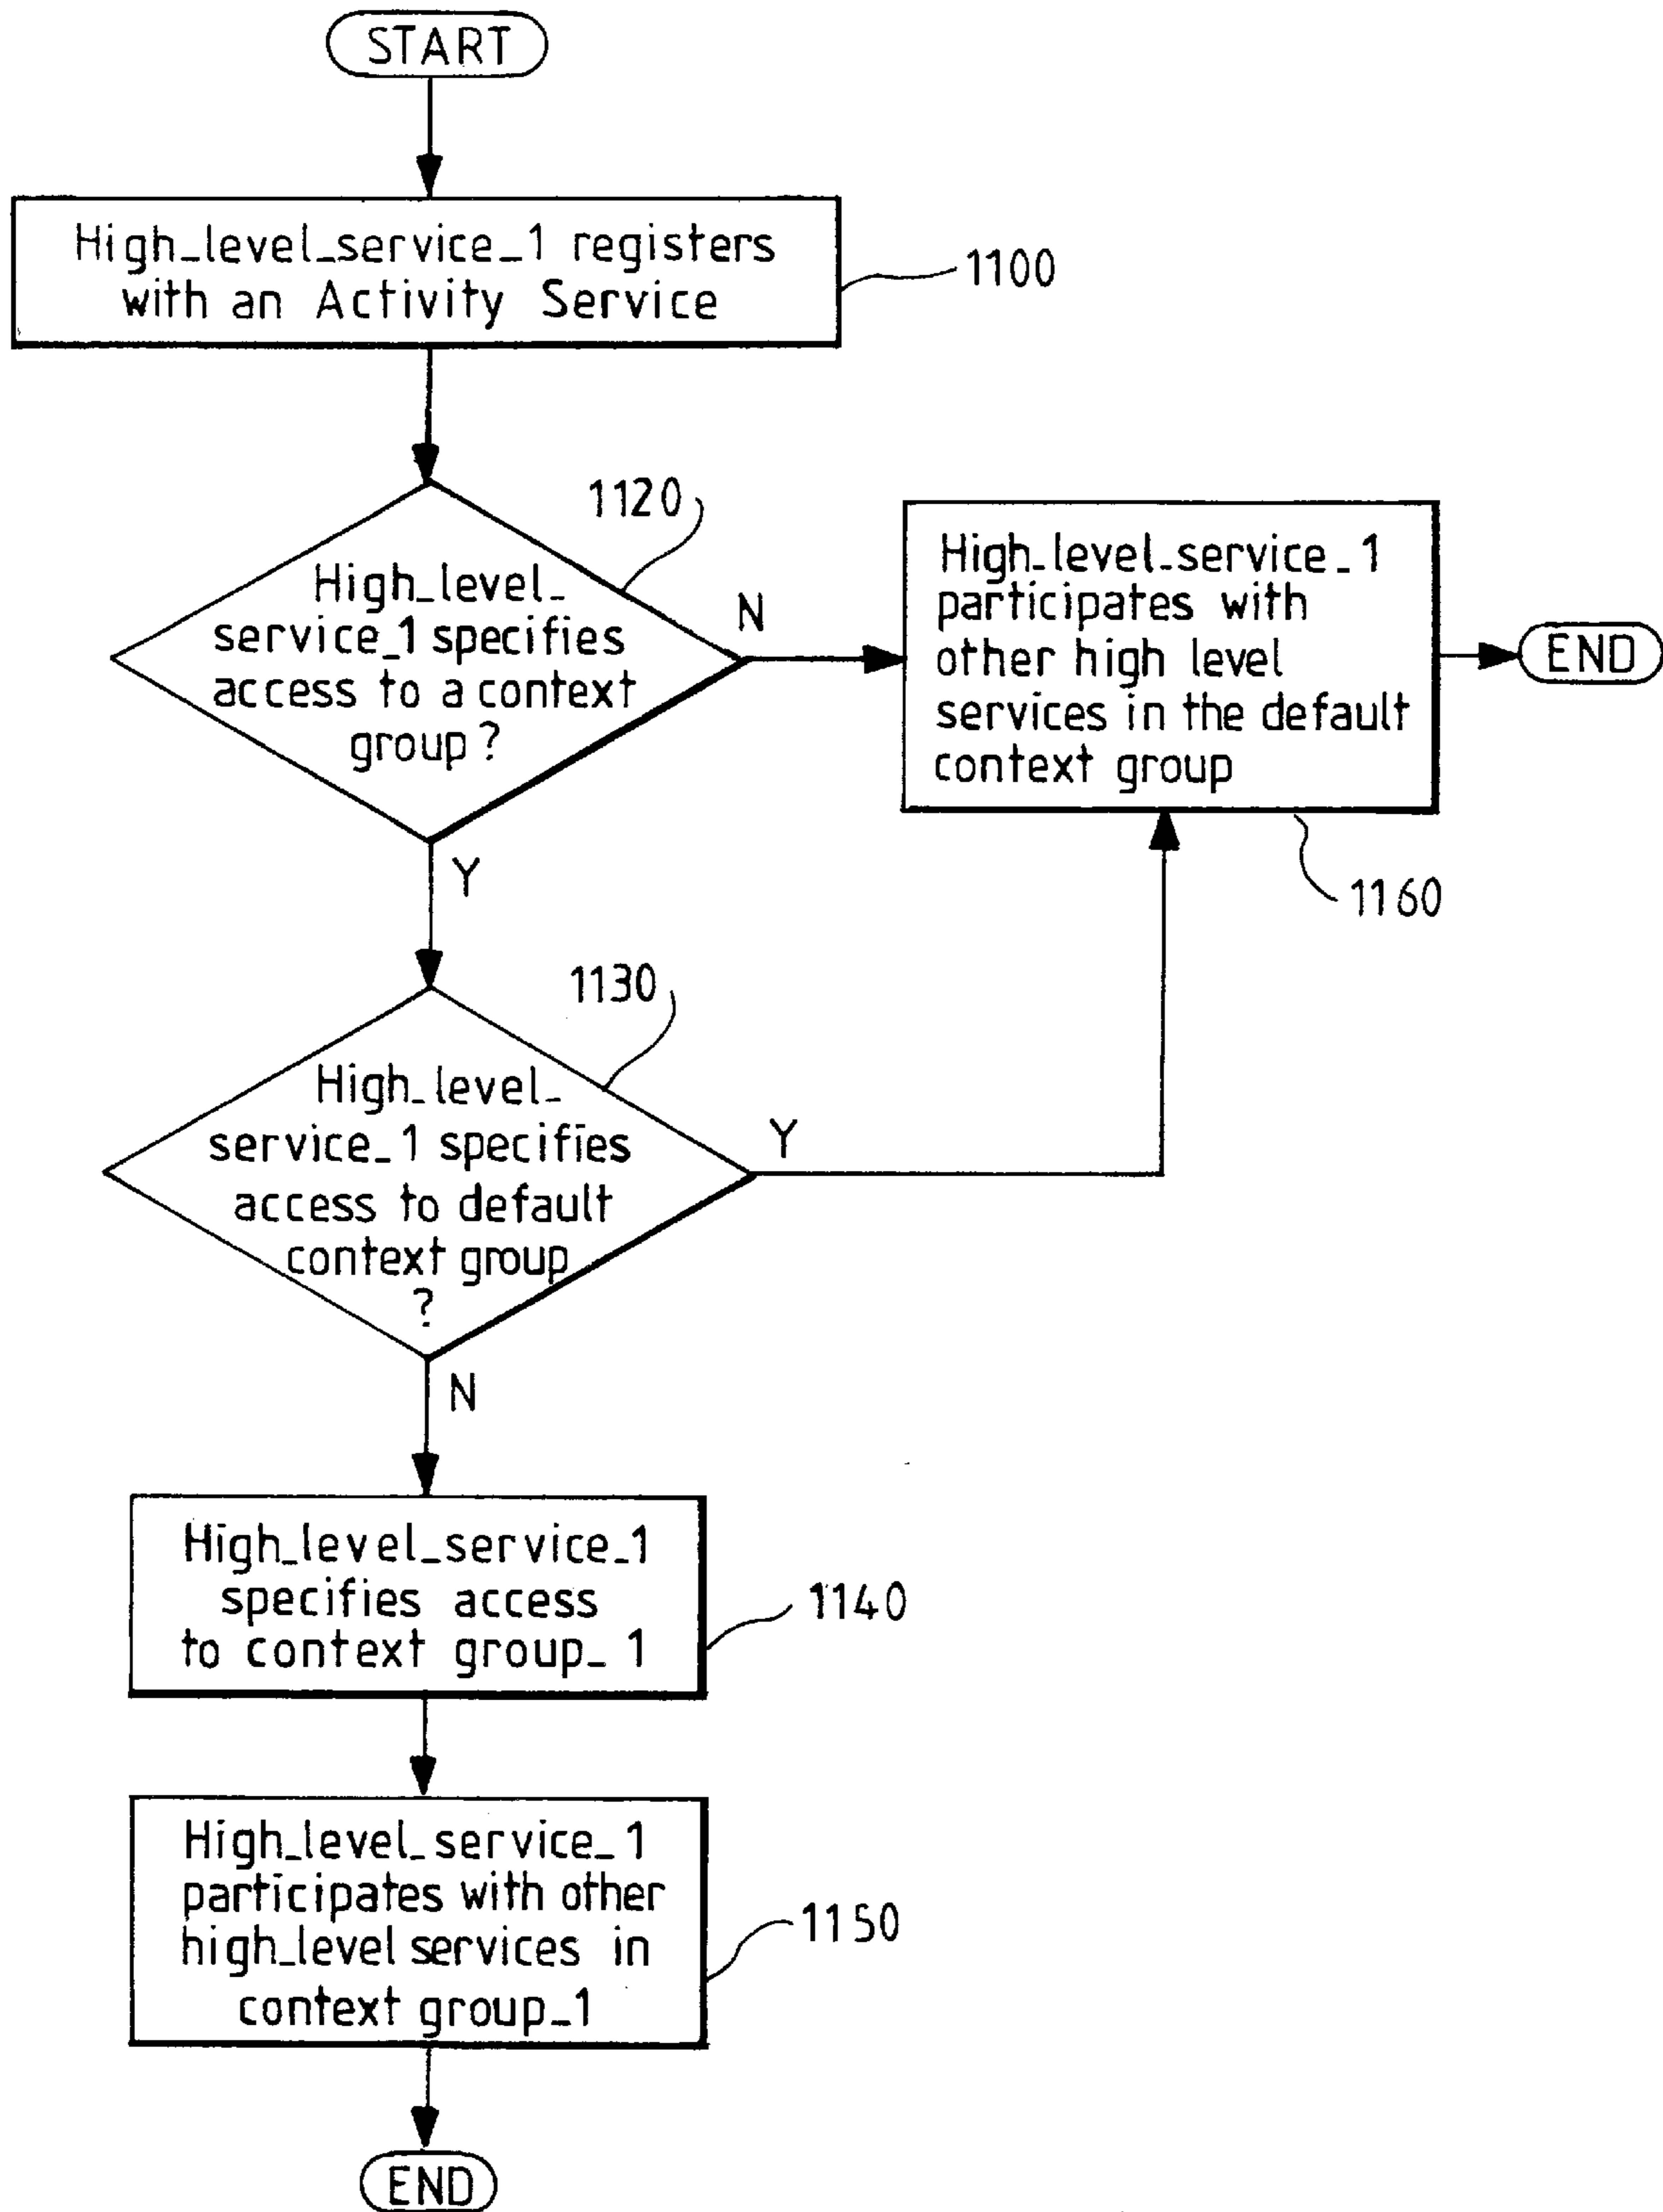 START
High_level_service_1 registers
with an Activity Service
1100
1120
High_level_
service_1 specifies
access to a context
group?
N
High_level_service_1
participates with
other high level
services in the default
context group
END
1160
Y
1130
High_level_
service_1 specifies
access to default
context group
?
Y
N
High_level_service_1
specifies access
to context group_1
1140
High_level_service_1
participates with other
high_level services in
context group_1
1150
END